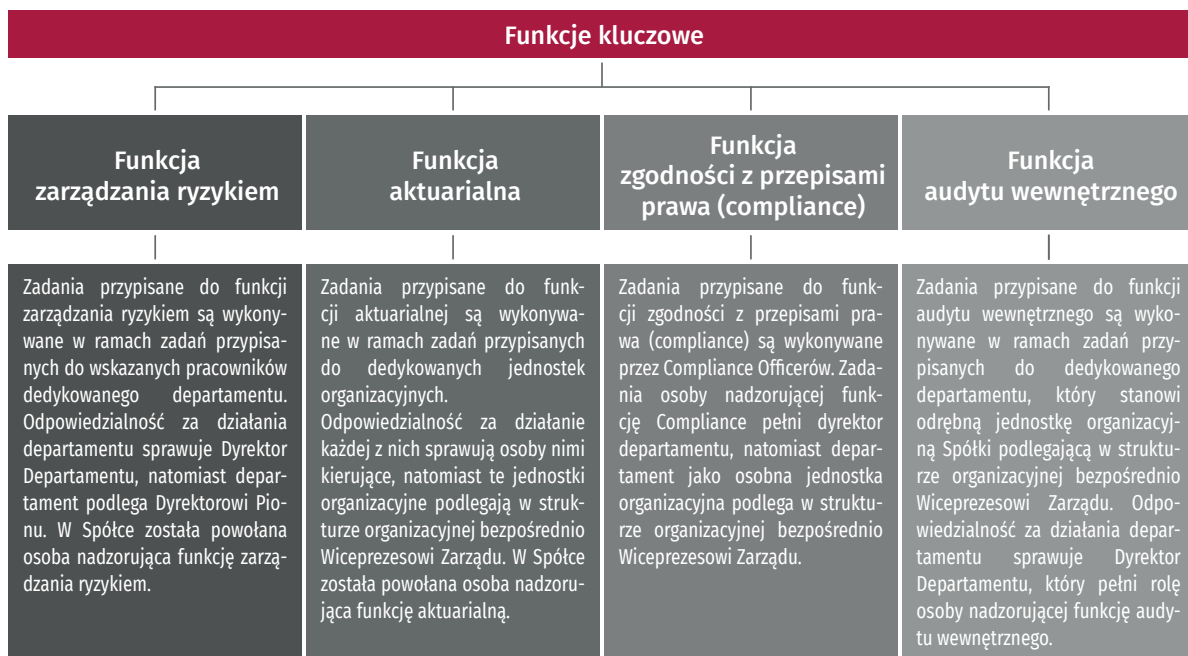 Funkcje kluczowe
Funkcja
zarządzania ryzykiem
Funkcja
aktuarialna
Funkcja
zgodności z przepisami
prawa (compliance)
Funkcja
audytu wewnętrznego
Zadania przypisane do funkcji
zarządzania ryzykiem są wykony-
wane w ramach zadań przypisa-
nych do wskazanych pracowników
dedykowanego departamentu.
Odpowiedzialność za działania
departamentu sprawuje Dyrektor
Departamentu, natomiast depar-
tament podlega Dyrektorowi Pio-
nu. W Spółce została powołana
osoba nadzorująca funkcję zarzą-
dzania ryzykiem.
Zadania przypisane do funk-
cji aktuarialnej są wykonywa-
ne w ramach zadań przypisanych
do dedykowanych jednostek
organizacyjnych.
Odpowiedzialność za działanie
każdej z nich sprawują osoby nimi
kierujące, natomiast te jednostki
organizacyjne podlegają w struk-
turze organizacyjnej bezpośrednio
Wiceprezesowi Zarządu. W Spółce
została powołana osoba nadzoru-
jąca funkcję aktuarialną.
Zadania przypisane do funk-
cji zgodności z przepisami pra-
wa (compliance) są wykonywane
przez Compliance Officerów. Zada-
nia osoby nadzorującej funk-
cję Compliance pełni dyrektor
departamentu, natomiast depar-
tament jako osobna jednostka
organizacyjna podlega w struktu-
rze organizacyjnej bezpośrednio
Wiceprezesowi Zarządu.
Zadania przypisane do funkcji
audytu wewnętrznego są wyko-
nywane w ramach zadań przy-
pisanych do dedykowanego
departamentu, który stanowi
odrębną jednostkę organizacyj-
ną Spółki podlegającą w struktu-
rze organizacyjnej bezpośrednio
Wiceprezesowi Zarządu. Odpo-
wiedzialność za działania depar-
tamentu sprawuje Dyrektor
Departamentu, który pełni rolę
osoby nadzorującej funkcję audy-
tu wewnętrznego.